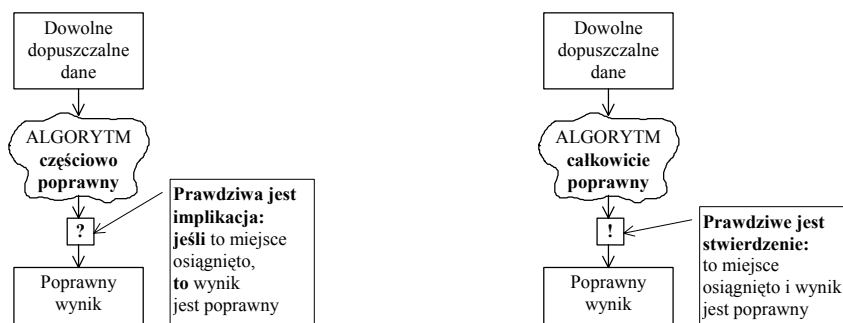 Dowolne
dopuszczalne
dane
ALGORYTM
częściowo
poprawny
?
Prawdziwa jest
implikacja:
jeśli to miejsce
osiągnięto,
to wynik
jest poprawny
Poprawny
wynik
Dowolne
dopuszczalne
dane
ALGORYTM
całkowicie
poprawny
!
Prawdziwe jest
stwierdzenie:
to miejsce
osiągnięto i wynik
jest poprawny
Poprawny
wynik